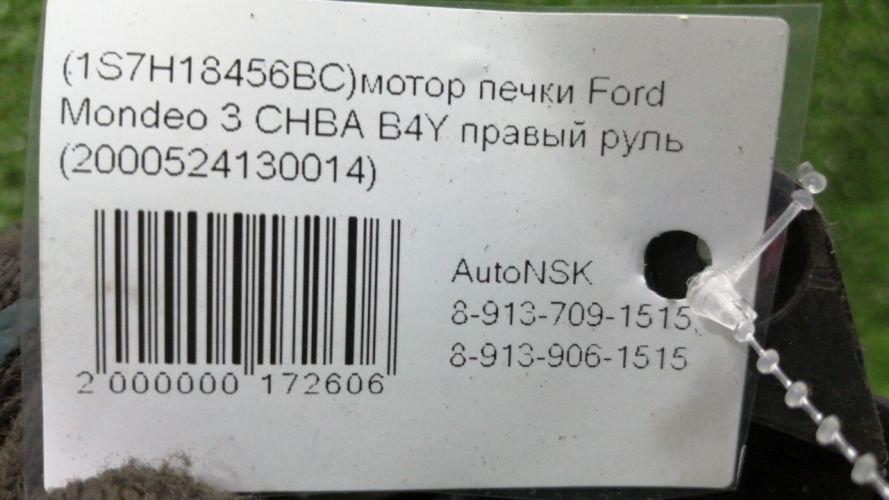 (1S7H18456BC)мотор печки Ford
Mondeo 3 CHBA B4Y правый руль
(2000524130014)
AutoNSK
8-913-709-1515,
8-913-906-1515
2 000000 172606